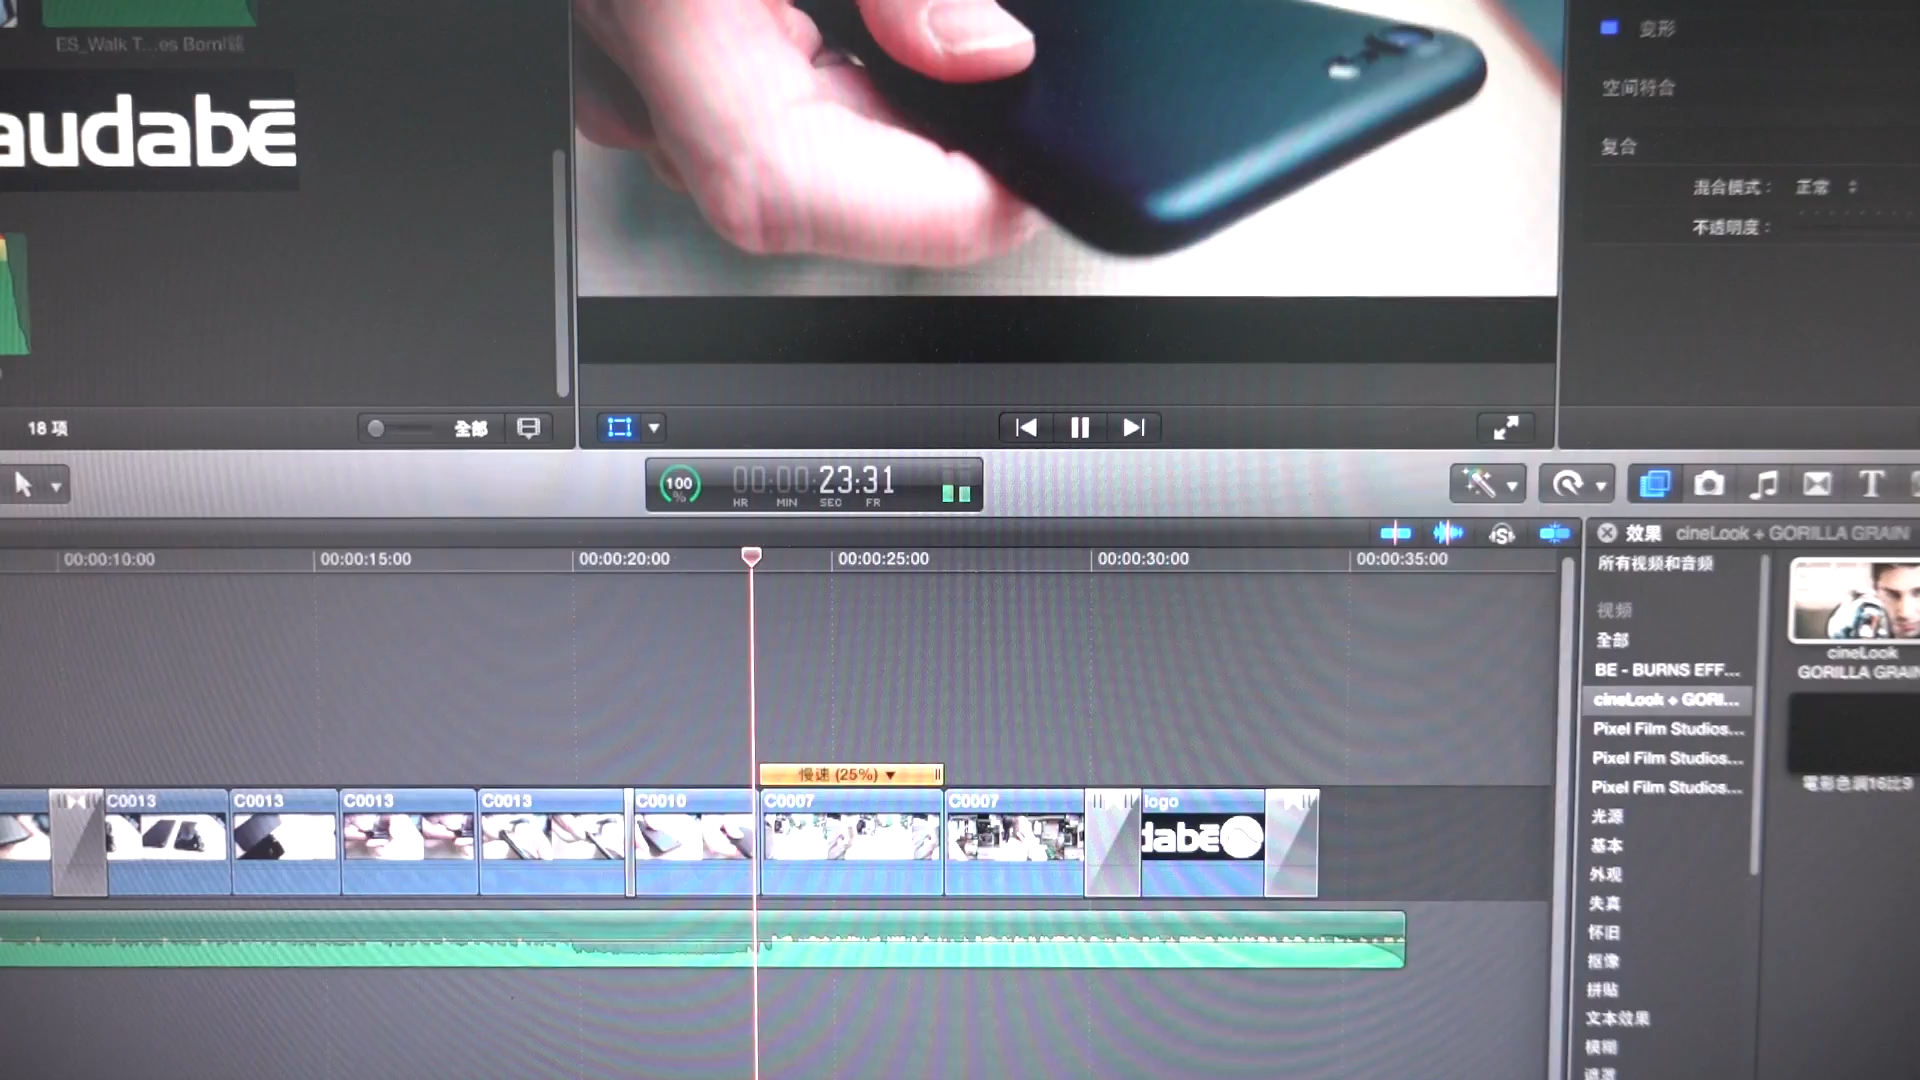 ES_Walk T...es Bom!
audabē
18 项
全部
变形
空间符合
复合
混合模式： 正常
不透明度：
100
%
00:00:23:31
HR MIN SEC FR
00:00:10:00 00:00:15:00 00:00:20:00 00:00:25:00 00:00:30:00 00:00:35:00
效果 cineLook + GORILLA GRAIN
所有视频和音频
视频
全部
BE - BURNS EFF...
cineLook + GORI...
Pixel Film Studios...
Pixel Film Studios...
Pixel Film Studios...
光源
基本
外观
失真
怀旧
抠像
拼贴
文本效果
模糊
遮罩
cineLook
GORILLA GRAIN
慢速 (25%)
C0013 C0013 C0013 C0013 C0010 C0007 C0007 logo
dabē